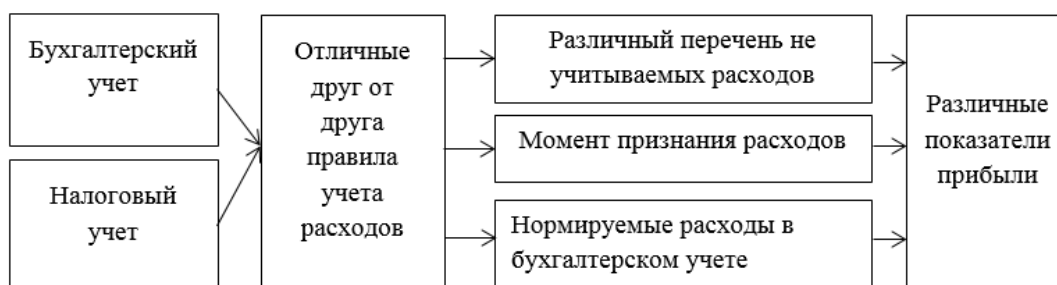 Бухгалтерский
учет
Налоговый
учет
Отличные
друг от
друга
правила
учета
расходов
Различный перечень не
учитываемых расходов
Момент признания расходов
Нормируемые расходы в
бухгалтерском учете
Различные
показатели
прибыли